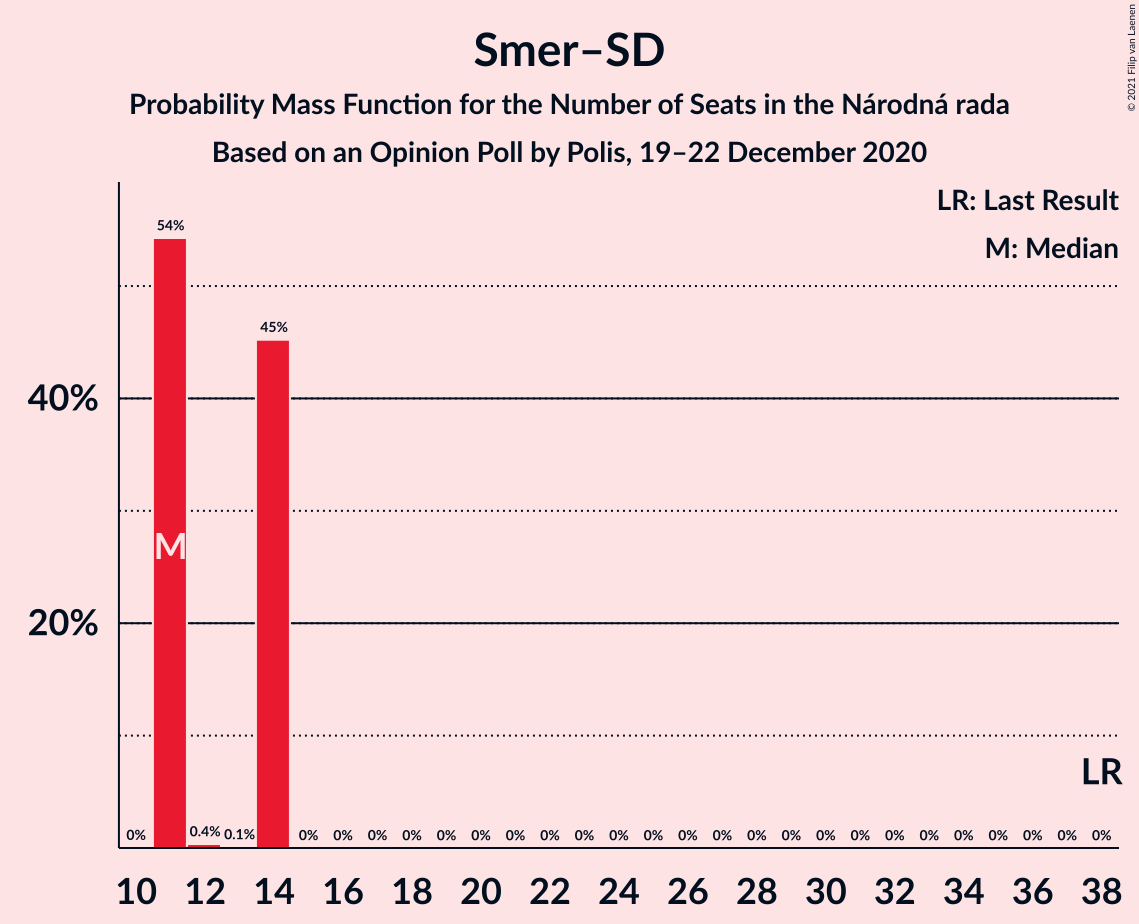 Smer–SD
Probability Mass Function for the Number of Seats in the Národná rada
Based on an Opinion Poll by Polis, 19–22 December 2020
© 2021 Filip van Laenen
LR: Last Result
M: Median
54%
45%
40%
M
20%
LR
0% 0.4% 0.1% 0% 0% 0% 0% 0% 0% 0% 0% 0% 0% 0% 0% 0% 0% 0% 0% 0% 0% 0% 0% 0% 0% 0% 0%
10 12 14 16 18 20 22 24 26 28 30 32 34 36 38